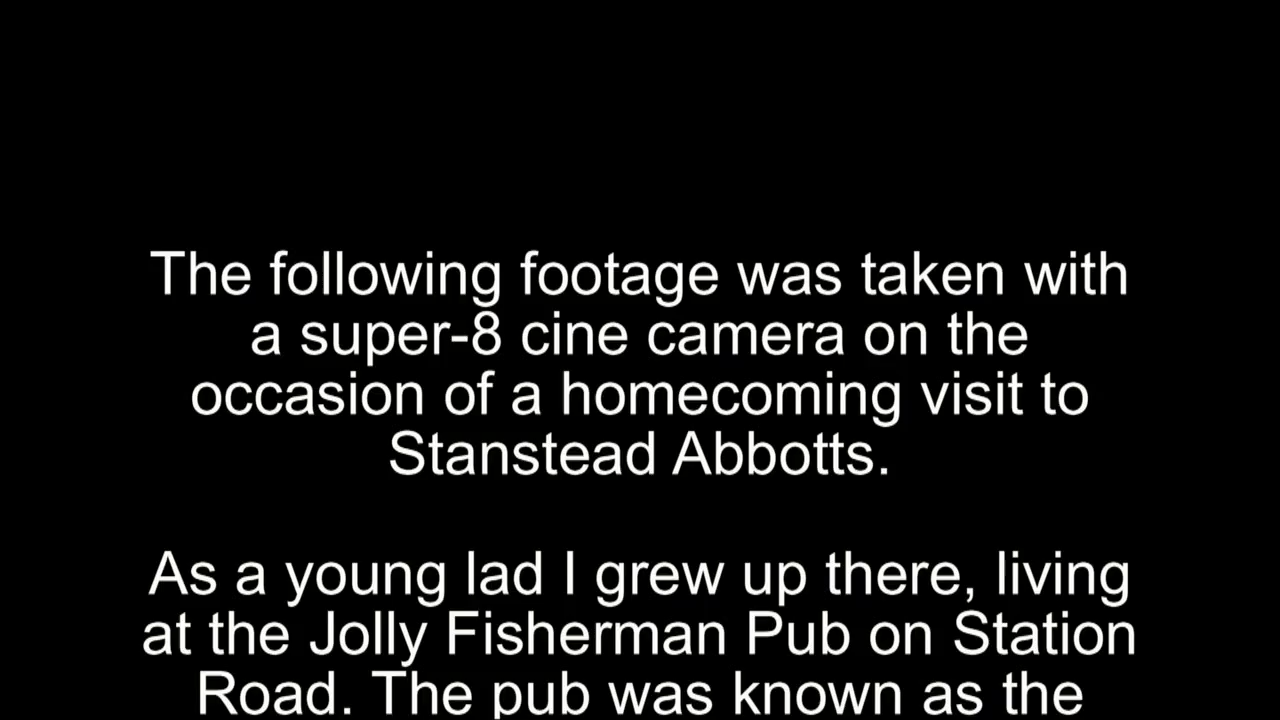 The following footage was taken with
a super-8 cine camera on the
occasion of a homecoming visit to
Stanstead Abbotts.
As a young lad I grew up there, living
at the Jolly Fisherman Pub on Station
Road. The pub was known as the